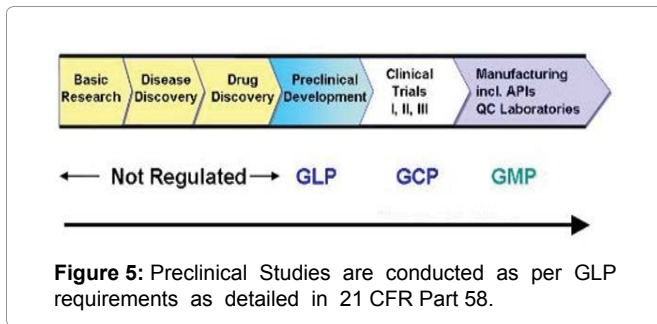 Basic Research
Disease Discovery
Drug Discovery
Preclinical Development
Clinical Trials I, II, III
Manufacturing incl. APIs QC Laboratories
Not Regulated
GLP
GCP
GMP
Figure 5: Preclinical Studies are conducted as per GLP
requirements as detailed in 21 CFR Part 58.